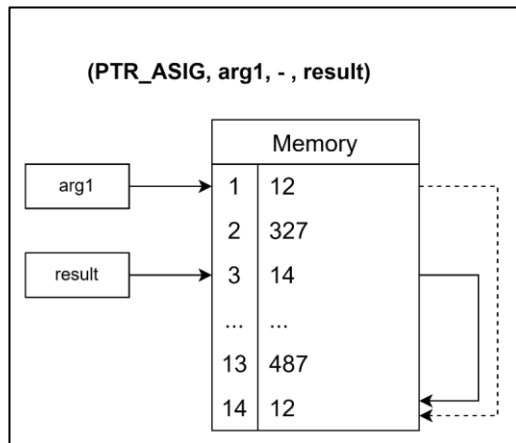 (PTR_ASIG, arg1, - , result)
Memory
arg1
1 12
2 327
result
3 14
... ...
13 487
14 12